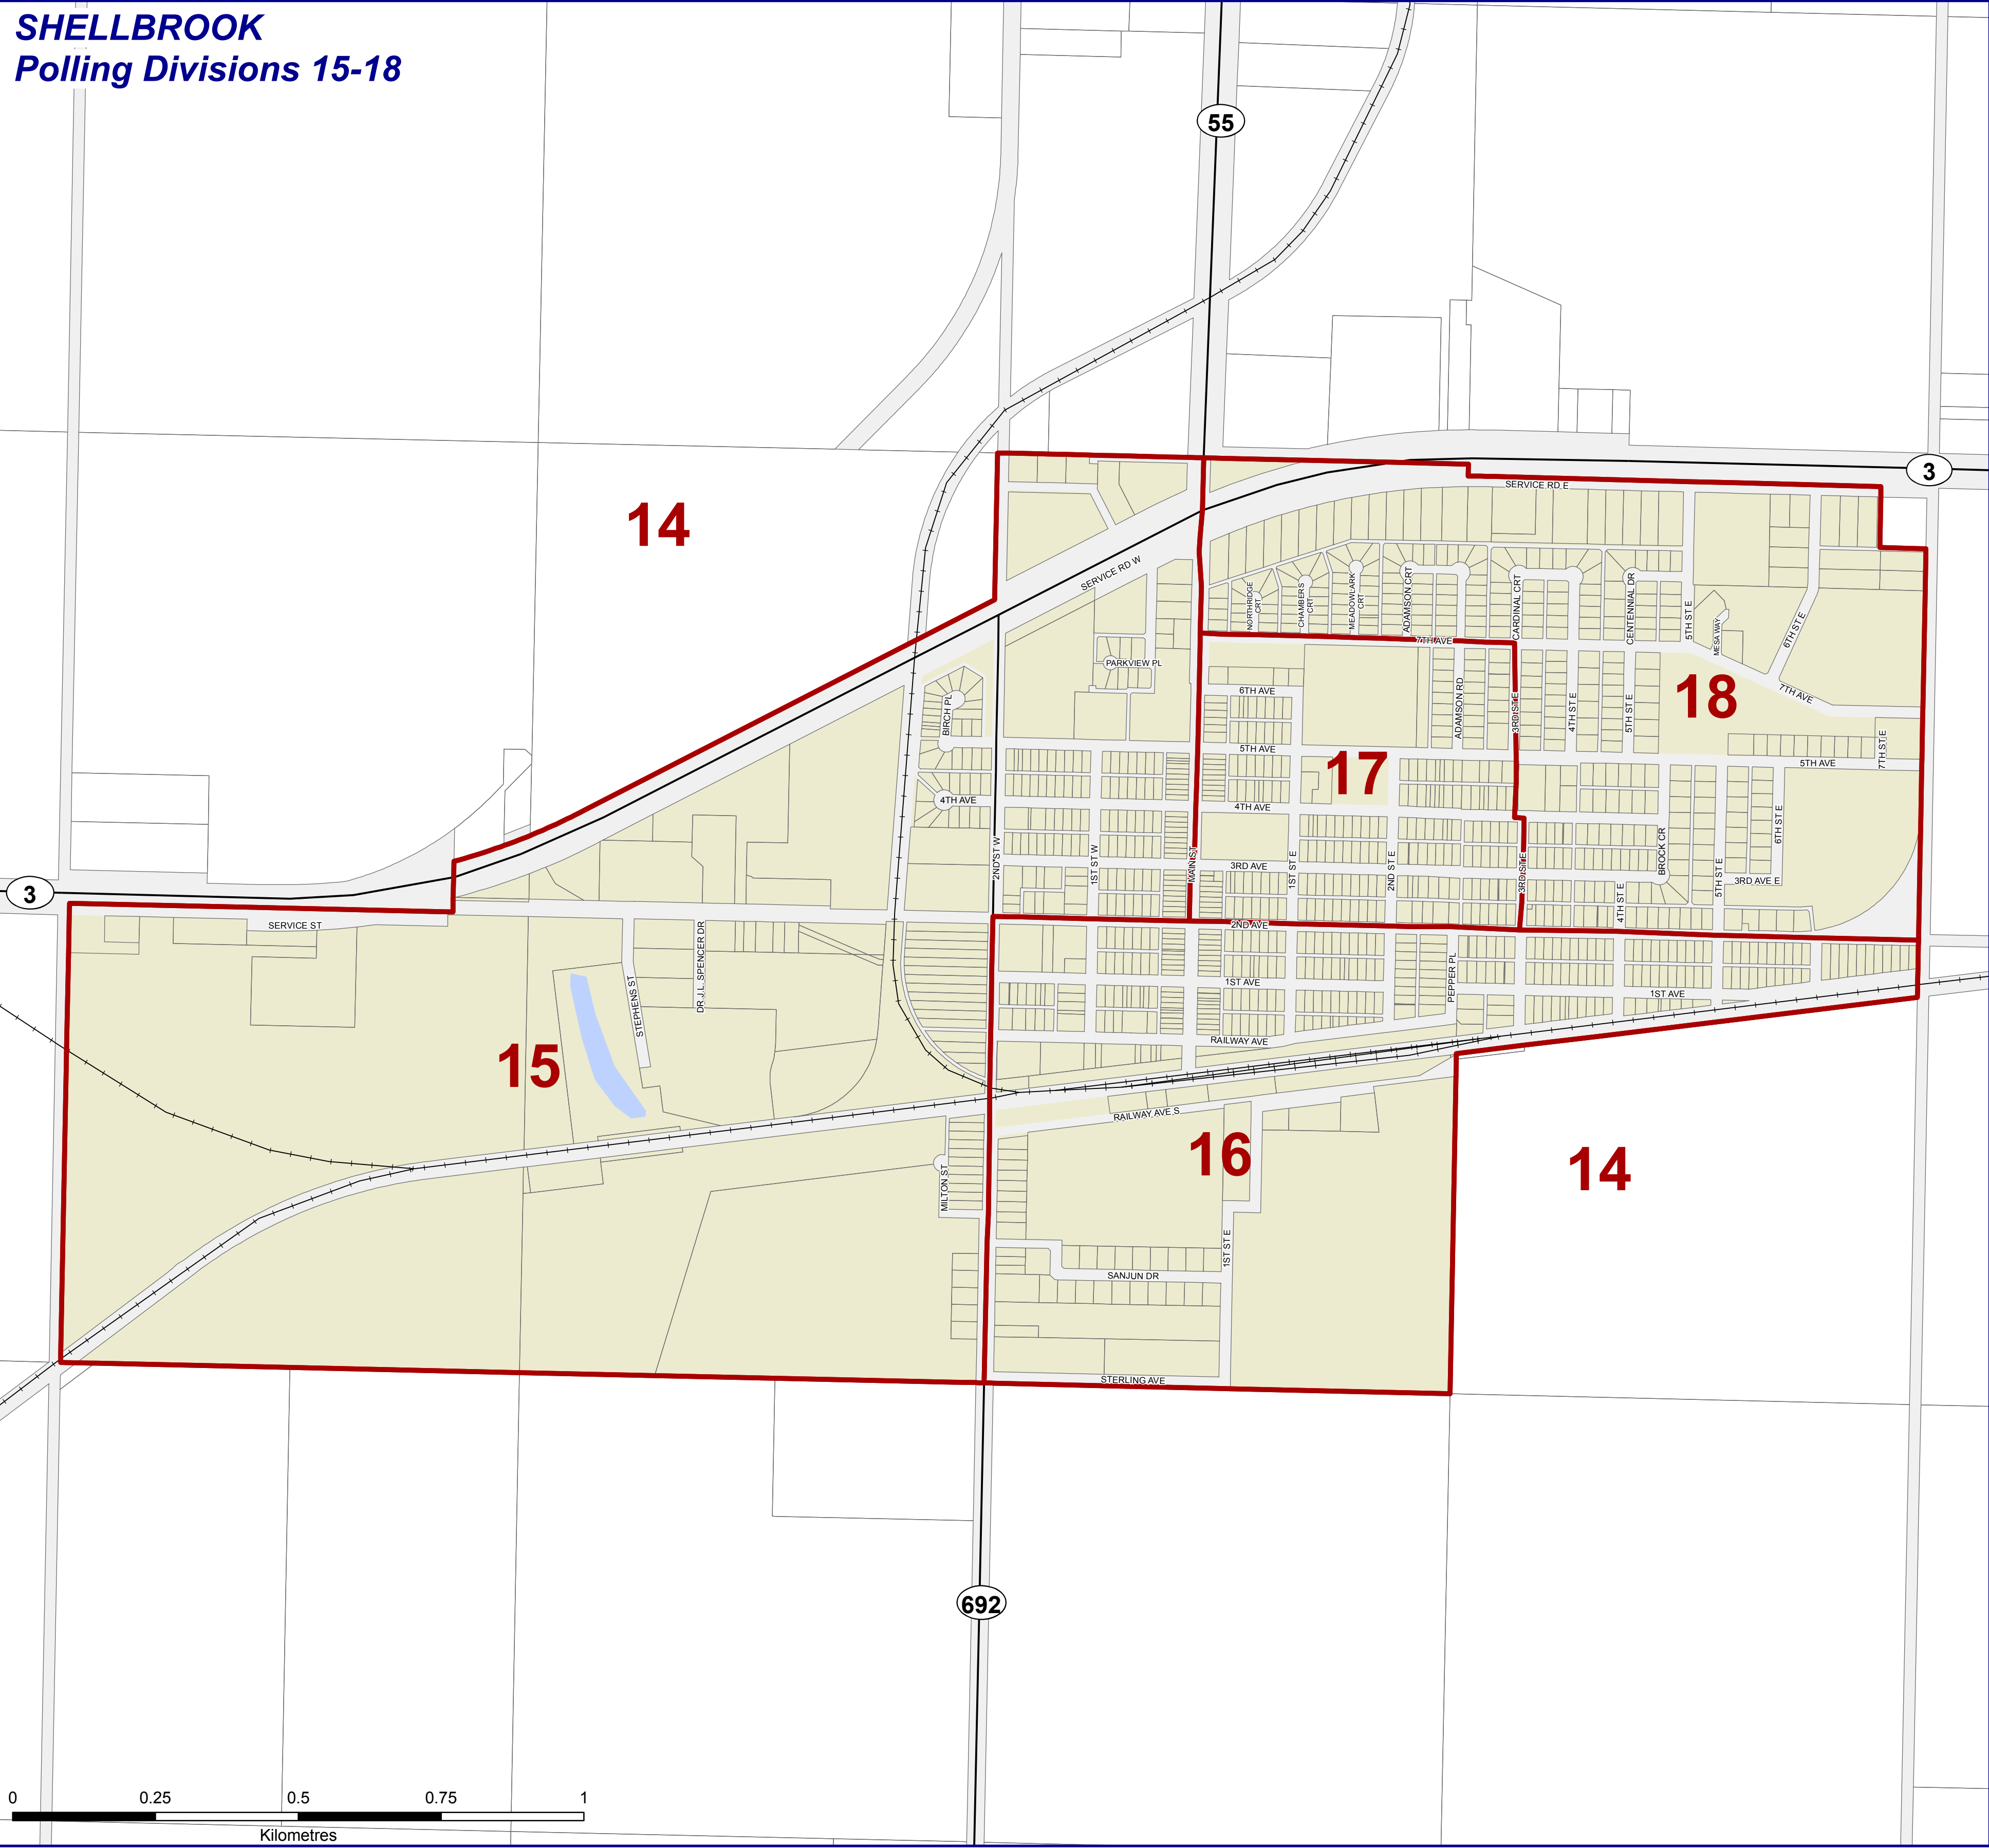 SHELLBROOK
Polling Divisions 15-18
55
3
SERVICE RD E
14
SERVICE RD W
NORTHRIDGE
CRT
CHAMBERS
CRT
MEADOWLARK
CRT
ADAMSON CRT
CARDINAL CRT
CENTENNIAL DR
5TH ST E
MESA WAY
6TH ST E
7TH AVE
PARKVIEW PL
6TH AVE
BIRCH PL
ADAMSON RD
3RD ST E
4TH ST E
5TH ST E
18
7TH AVE
5TH AVE
17
5TH AVE
7TH ST E
4TH AVE
4TH AVE
2ND ST W
1ST ST W
MAIN ST
3RD AVE
1ST ST E
2ND ST E
3RD ST E
BROCK CR
6TH ST E
3
3RD AVE E
4TH ST E
5TH ST E
SERVICE ST
2ND AVE
STEPHENS ST
DR J.L. SPENCER DR
PEPPER PL
1ST AVE
1ST AVE
RAILWAY AVE
15
RAILWAY AVE S
16
14
MILTON ST
1ST ST E
SANJUN DR
STERLING AVE
692
0 0.25 0.5 0.75 1
Kilometres